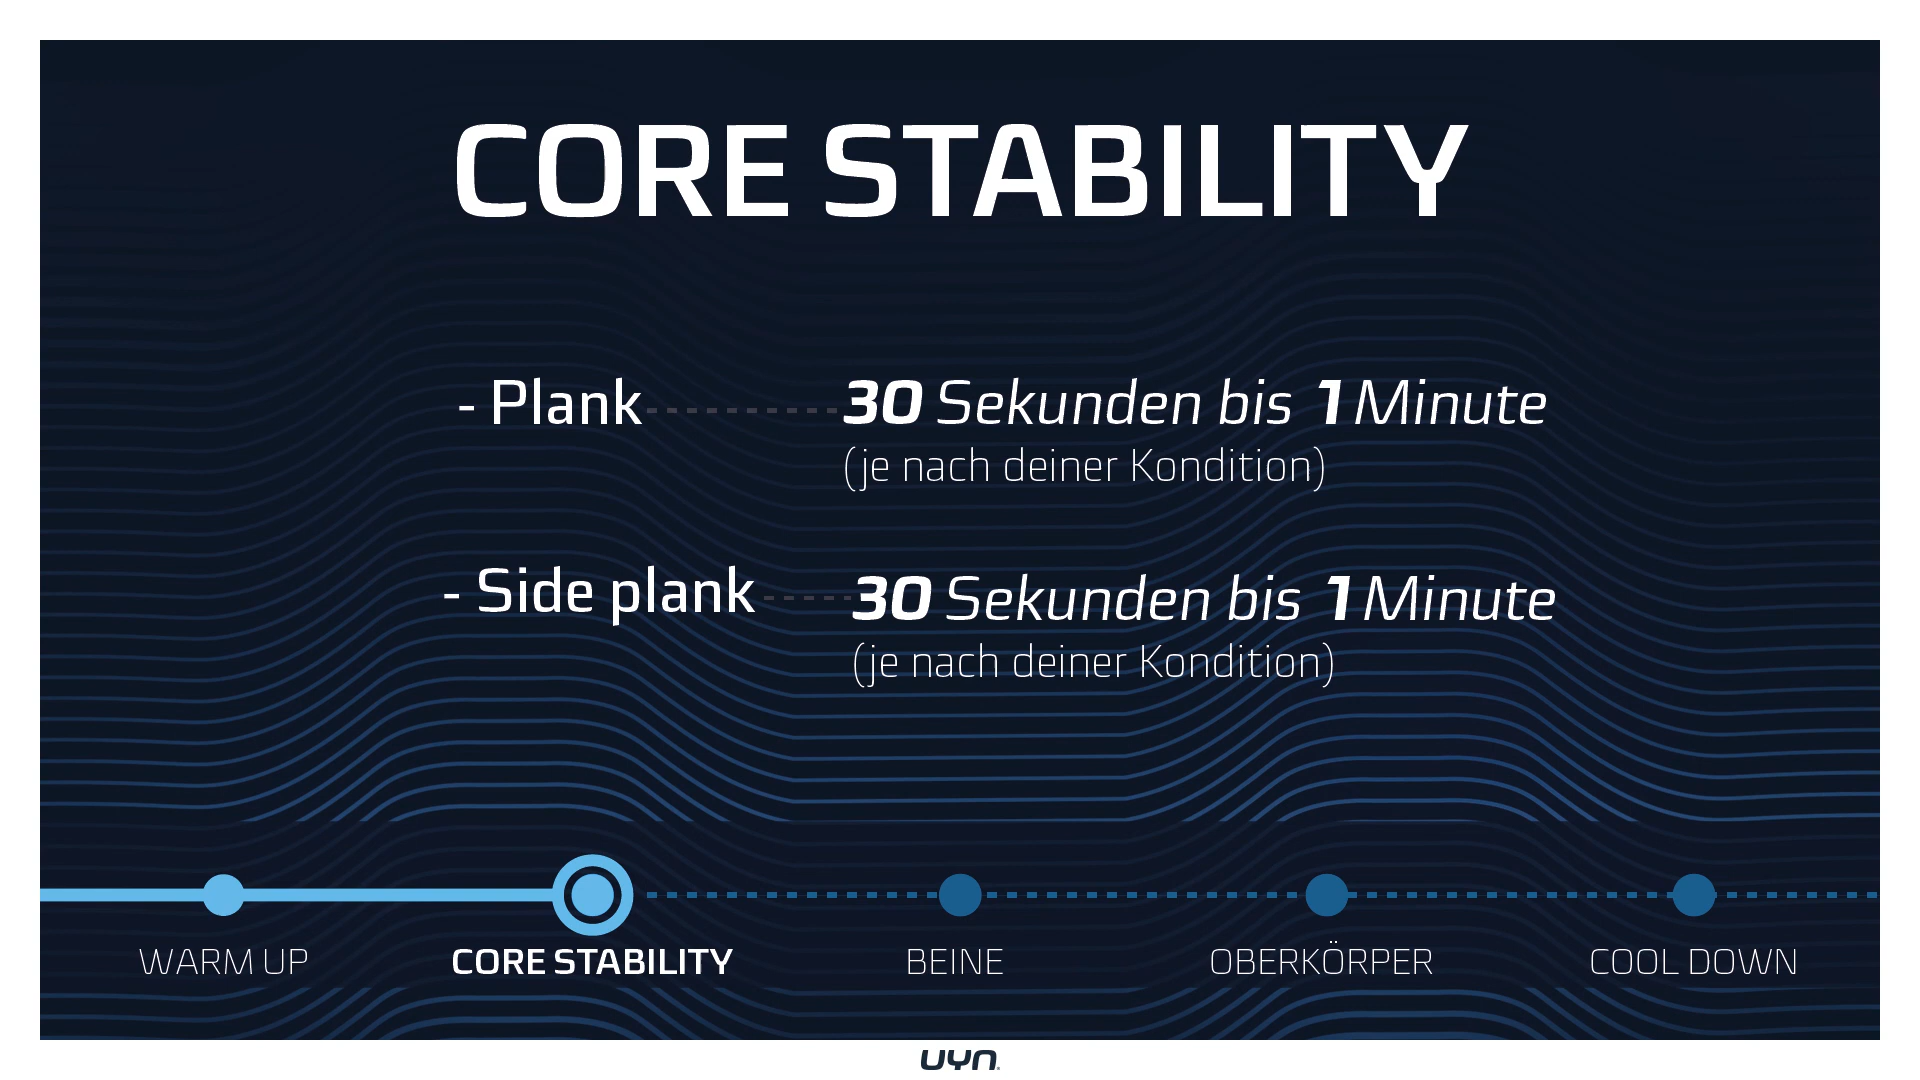 CORE STABILITY
- Plank 30 Sekunden bis 1 Minute
(je nach deiner Kondition)
- Side plank 30 Sekunden bis 1 Minute
(je nach deiner Kondition)
WARM UP CORE STABILITY BEINE OBERKÖRPER COOL DOWN
uyn